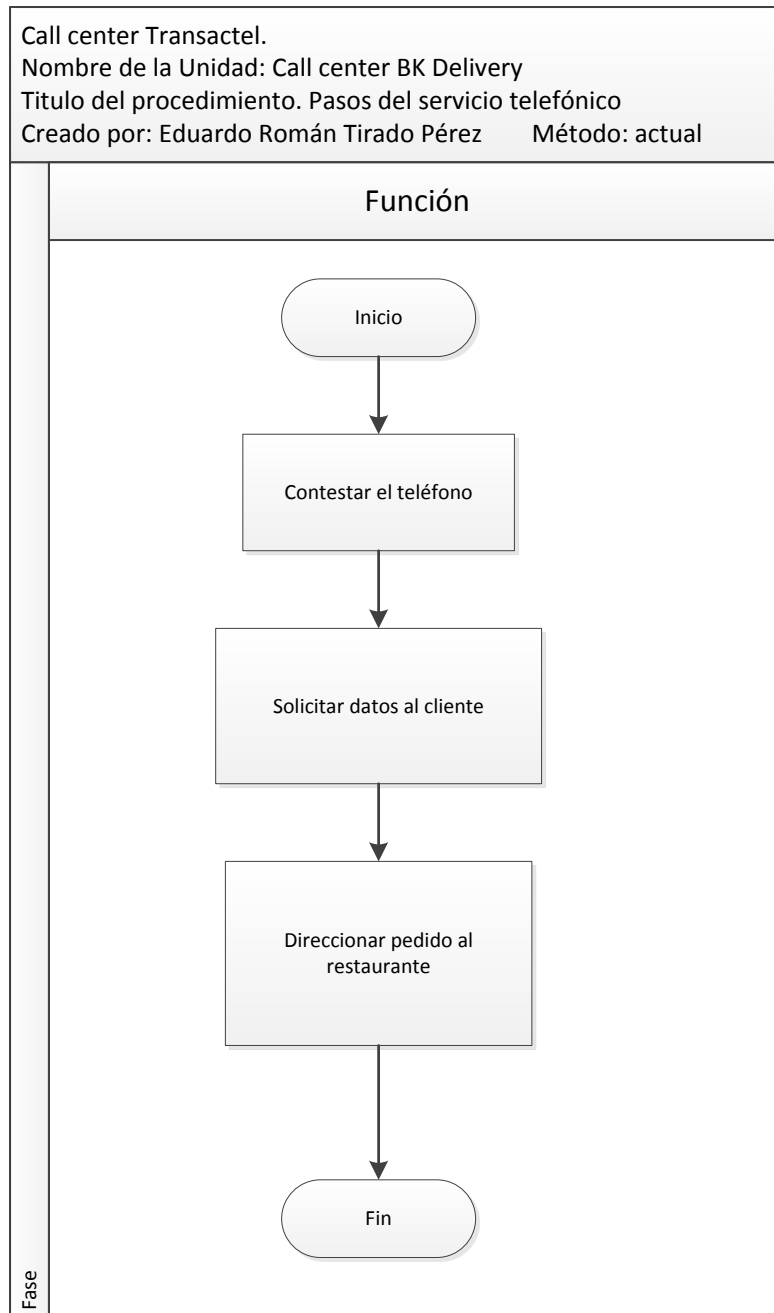 Call center Transactel.
Nombre de la Unidad: Call center BK Delivery
Titulo del procedimiento. Pasos del servicio telefónico
Creado por: Eduardo Román Tirado Pérez Método: actual
Función
Inicio
Contestar el teléfono
Solicitar datos al cliente
Direccionar pedido al
restaurante
Fin
Fase